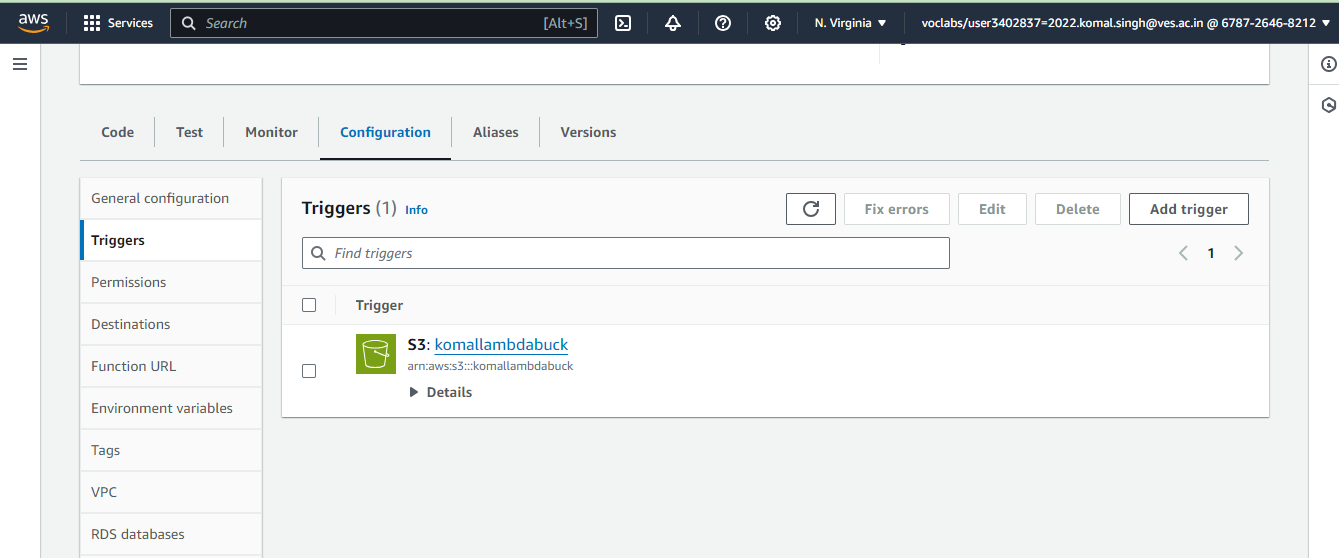 aws Services Search [Alt+S] N. Virginia voclabs/user3402837=2022.komal.singh@ves.ac.in @ 6787-2646-8212
Code Test Monitor Configuration Aliases Versions
General configuration
Triggers
Permissions
Destinations
Function URL
Environment variables
Tags
VPC
RDS databases
Triggers (1) Info Fix errors Edit Delete Add trigger
Find triggers 1
Trigger
S3: komallambdabuck
arn:aws:s3:::komallambdabuck
Details